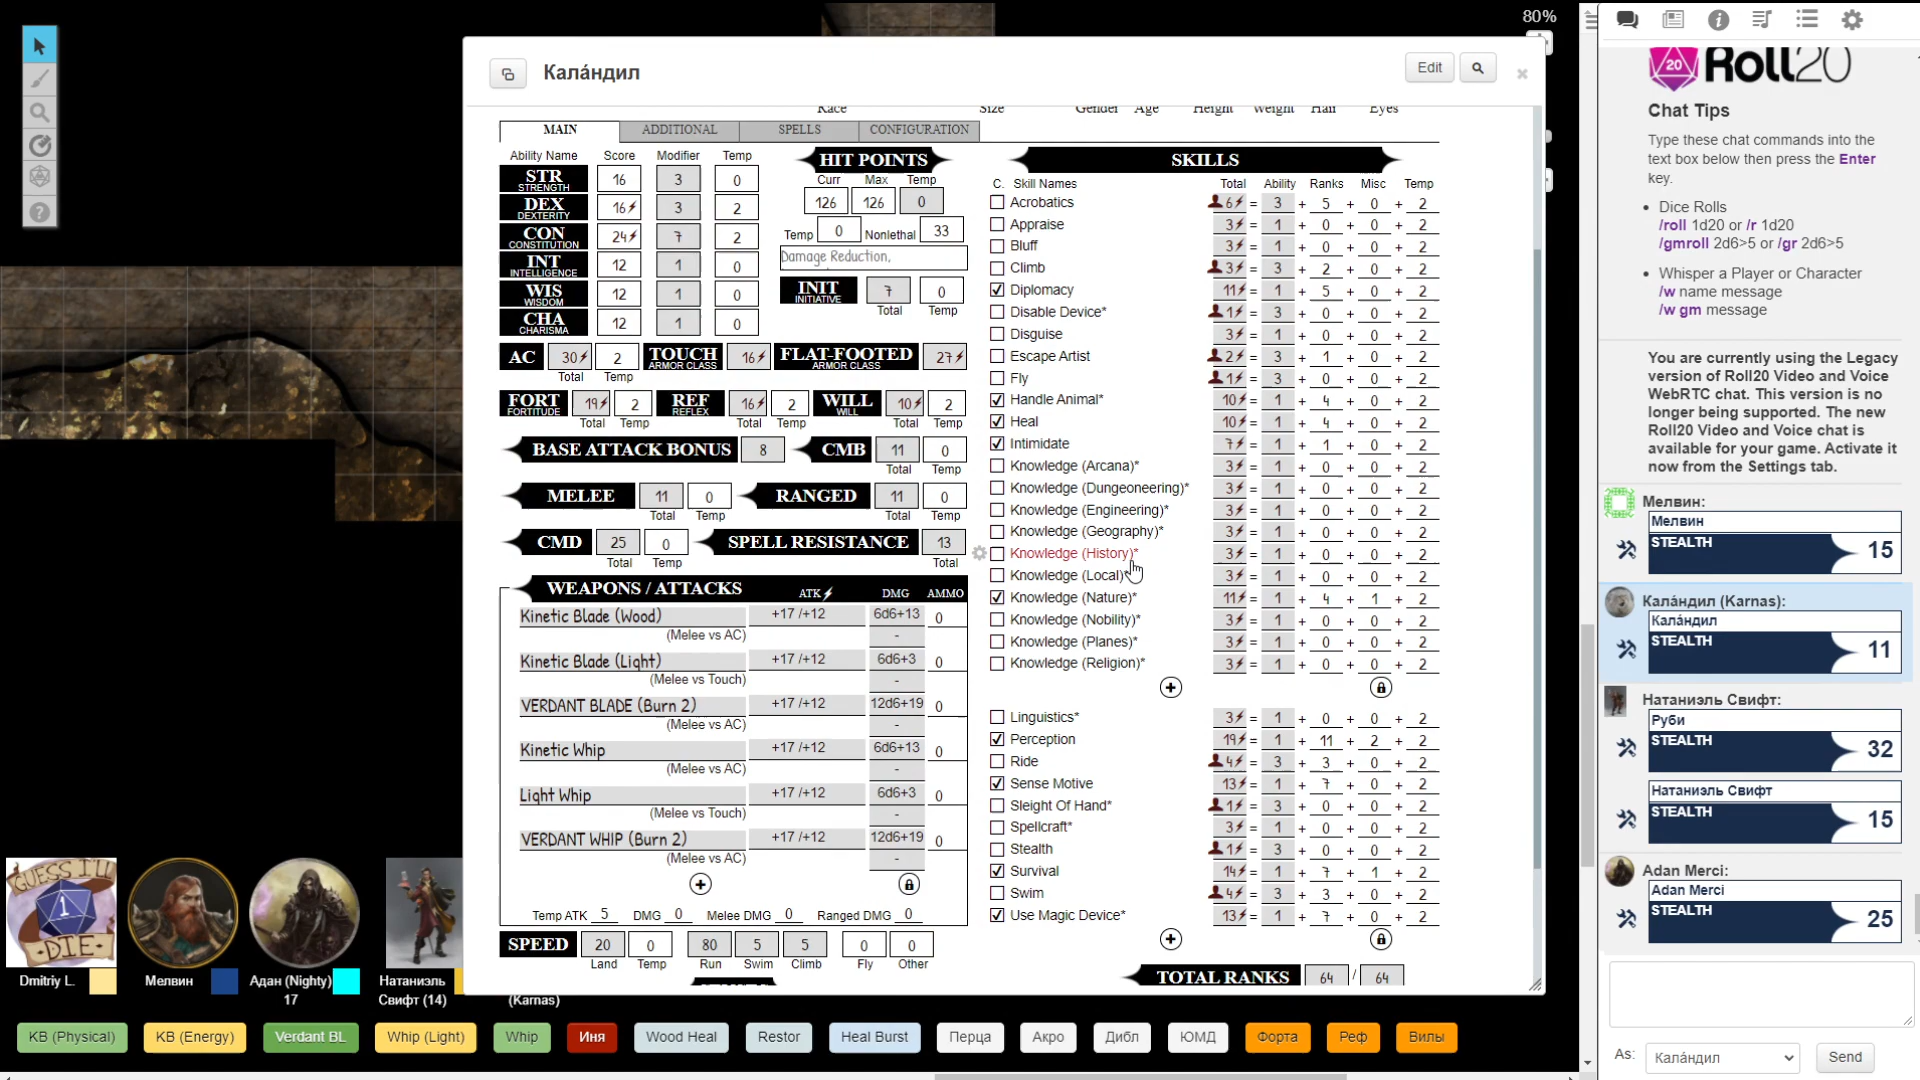 80%
Кала́ндил
Edit
Race Size Gender Age Height Weight Hair Eyes
MAIN ADDITIONAL SPELLS CONFIGURATION
Ability Name Score Modifier Temp
STR STRENGTH 16 3 0
DEX DEXTERITY 16 3 2
CON CONSTITUTION 24 7 2
INT INTELLIGENCE 12 1 0
WIS WISDOM 12 1 0
CHA CHARISMA 12 1 0
HIT POINTS
Curr Max Temp
126 126 0
Temp 0 Nonlethal 33
Damage Reduction,
INIT INITIATIVE 7 0
Total Temp
AC 30 2 TOUCH ARMOR CLASS 16 FLAT-FOOTED ARMOR CLASS 27
Total Temp
FORT FORTITUDE 19 2 REF REFLEX 16 2 WILL WILL 10 2
Total Temp Total Temp Total Temp
BASE ATTACK BONUS 8 CMB 11 0
Total Temp
MELEE 11 0 RANGED 11 0
Total Temp Total Temp
CMD 25 0 SPELL RESISTANCE 13
Total Temp Total
WEAPONS / ATTACKS ATK DMG AMMO
Kinetic Blade (Wood) +17 /+12 6d6+13 0
(Melee vs AC) -
Kinetic Blade (Light) +17 /+12 6d6+3 0
(Melee vs Touch) -
VERDANT BLADE (Burn 2) +17 /+12 12d6+19 0
(Melee vs AC) -
Kinetic Whip +17 /+12 6d6+13 0
(Melee vs AC) -
Light Whip +17 /+12 6d6+3 0
(Melee vs Touch) -
VERDANT WHIP (Burn 2) +17 /+12 12d6+19 0
(Melee vs AC) -
Temp ATK 5 DMG 0 Melee DMG 0 Ranged DMG 0
SPEED 20 0 80 5 5 0 0
Land Temp Run Swim Climb Fly Other
SKILLS
C. Skill Names Total Ability Ranks Misc Temp
Acrobatics 6 = 3 + 5 + 0 + 2
Appraise 3 = 1 + 0 + 0 + 2
Bluff 3 = 1 + 0 + 0 + 2
Climb 3 = 3 + 2 + 0 + 2
Diplomacy 11 = 1 + 5 + 0 + 2
Disable Device* 1 = 3 + 0 + 0 + 2
Disguise 3 = 1 + 0 + 0 + 2
Escape Artist 2 = 3 + 1 + 0 + 2
Fly 1 = 3 + 0 + 0 + 2
Handle Animal* 10 = 1 + 4 + 0 + 2
Heal 10 = 1 + 4 + 0 + 2
Intimidate 7 = 1 + 1 + 0 + 2
Knowledge (Arcana)* 3 = 1 + 0 + 0 + 2
Knowledge (Dungeoneering)* 3 = 1 + 0 + 0 + 2
Knowledge (Engineering)* 3 = 1 + 0 + 0 + 2
Knowledge (Geography)* 3 = 1 + 0 + 0 + 2
Knowledge (History)* 3 = 1 + 0 + 0 + 2
Knowledge (Local)* 3 = 1 + 0 + 0 + 2
Knowledge (Nature)* 11 = 1 + 4 + 1 + 2
Knowledge (Nobility)* 3 = 1 + 0 + 0 + 2
Knowledge (Planes)* 3 = 1 + 0 + 0 + 2
Knowledge (Religion)* 3 = 1 + 0 + 0 + 2
Linguistics* 3 = 1 + 0 + 0 + 2
Perception 19 = 1 + 11 + 2 + 2
Ride 4 = 3 + 3 + 0 + 2
Sense Motive 13 = 1 + 7 + 0 + 2
Sleight Of Hand* 1 = 3 + 0 + 0 + 2
Spellcraft* 3 = 1 + 0 + 0 + 2
Stealth 1 = 3 + 0 + 0 + 2
Survival 14 = 1 + 7 + 1 + 2
Swim 4 = 3 + 3 + 0 + 2
Use Magic Device* 13 = 1 + 7 + 0 + 2
TOTAL RANKS 64 / 64
20 Roll20
Chat Tips
Type these chat commands into the
text box below then press the Enter
key.
• Dice Rolls
/roll 1d20 or /r 1d20
/gmroll 2d6>5 or /gr 2d6>5
• Whisper a Player or Character
/w name message
/w gm message
You are currently using the Legacy
version of Roll20 Video and Voice
WebRTC chat. This version is no
longer being supported. The new
Roll20 Video and Voice chat is
available for your game. Activate it
now from the Settings tab.
Мелвин:
Мелвин
STEALTH 15
Кала́ндил (Karnas):
Кала́ндил
STEALTH 11
Натаниэль Свифт:
Руби
STEALTH 32
Натаниэль Свифт
STEALTH 15
Adan Merci:
Adan Merci
STEALTH 25
As: Кала́ндил Send
GUESS I'LL
1
DIE
Dmitriy L. Мелвин Адан (Nighty) Натаниэль
17 Свифт (14) (Karnas)
KB (Physical) KB (Energy) Verdant BL Whip (Light) Whip Иня Wood Heal Restor Heal Burst Перца Акро Дибл ЮМД Форта Реф Вилы